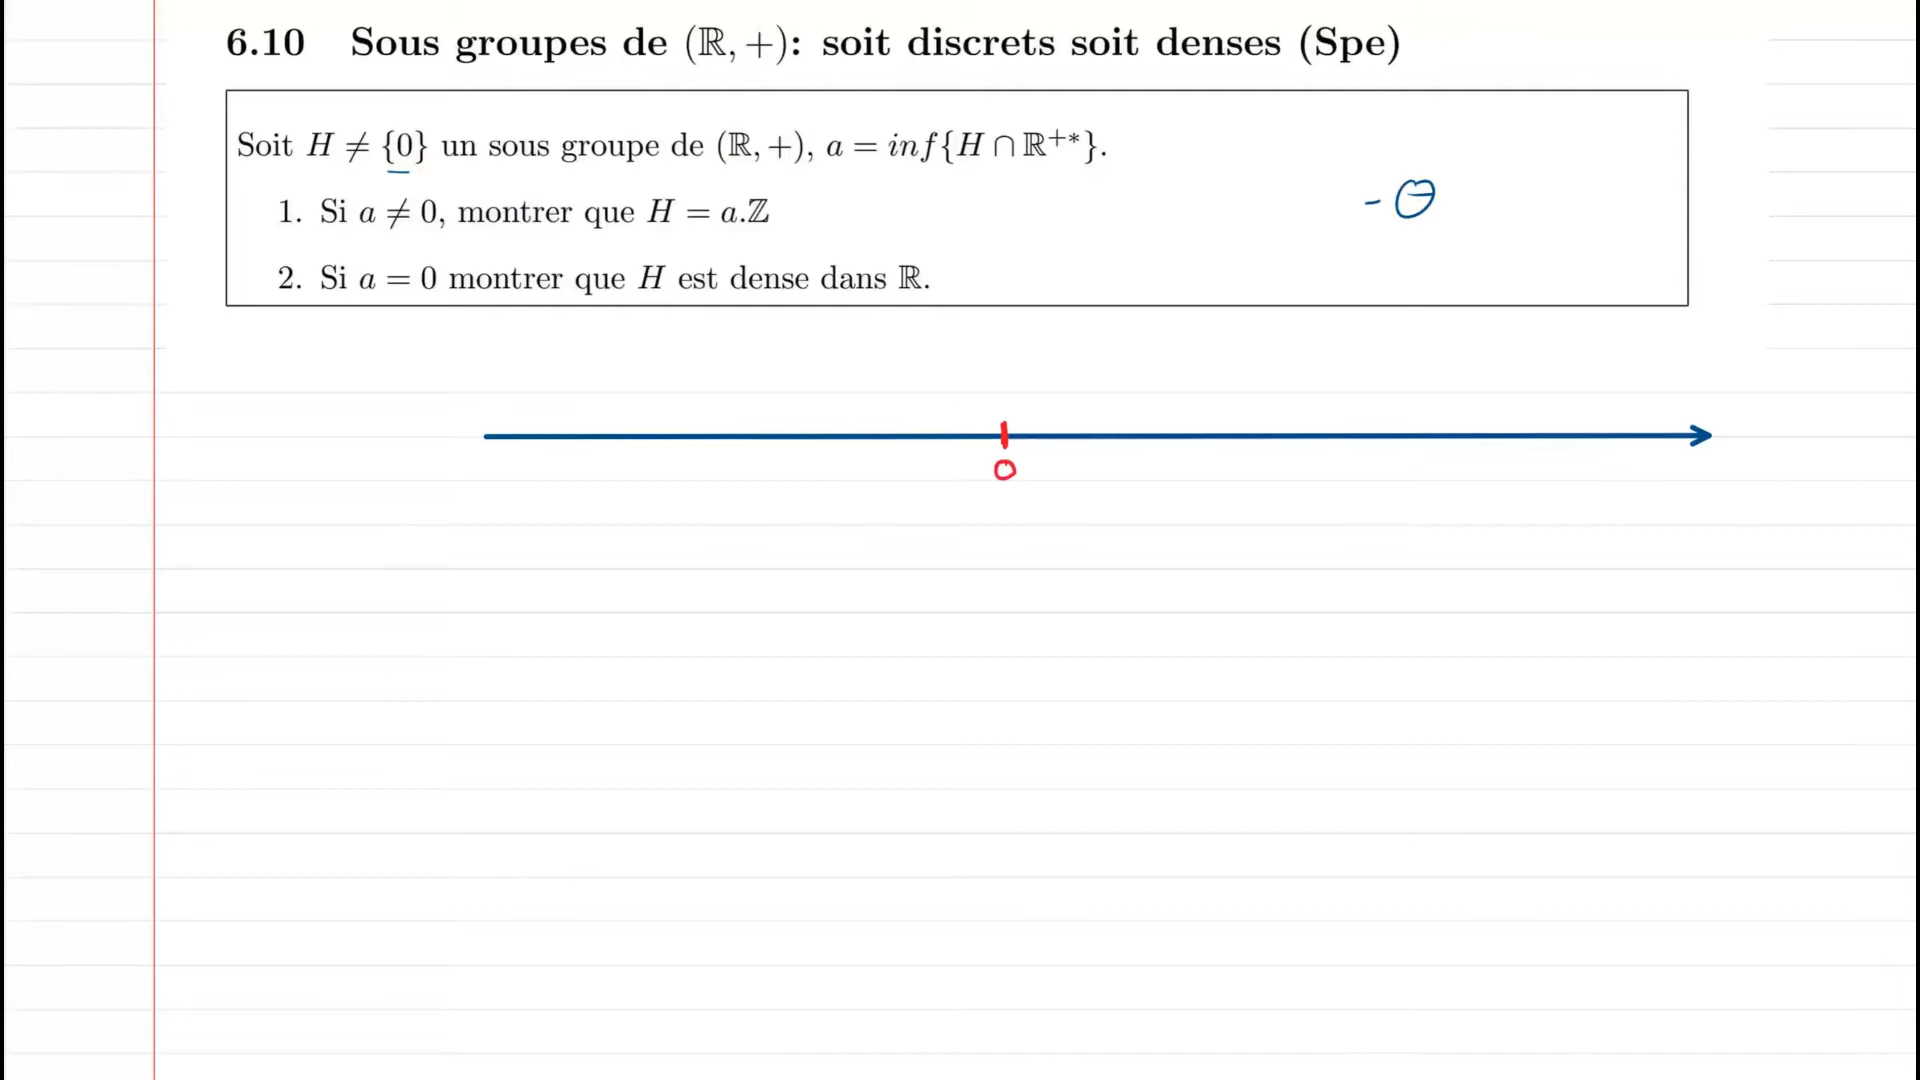 6.10 Sous groupes de (ℝ, +): soit discrets soit denses (Spe)
Soit H ≠ {0} un sous groupe de (ℝ, +), a = inf{H ∩ ℝ⁺*}.
1. Si a ≠ 0, montrer que H = a.ℤ
2. Si a = 0 montrer que H est dense dans ℝ.
0